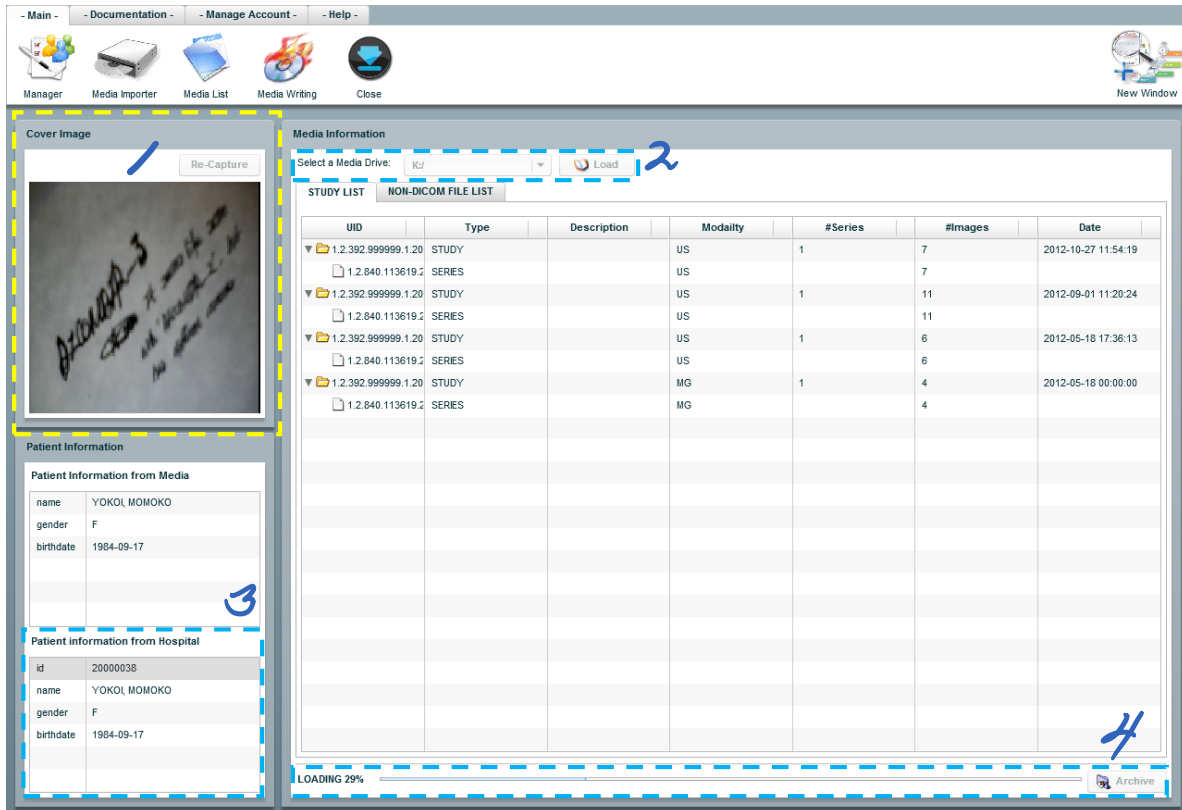 - Main -
- Documentation -
- Manage Account -
- Help -
Manager
Media Importer
Media List
Media Writing
Close
New Window
Cover Image
1
Re-Capture
Patient Information
Patient Information from Media
name YOKOI, MOMOKO
gender F
birthdate 1984-09-17
3
Patient information from Hospital
id 20000038
name YOKOI, MOMOKO
gender F
birthdate 1984-09-17
Media Information
Select a Media Drive: K:/ Load
2
STUDY LIST NON-DICOM FILE LIST
UID Type Description Modailty #Series #Images Date
1.2.392.999999.1.20 STUDY US 1 7 2012-10-27 11:54:19
1.2.840.113619.2 SERIES US 7
1.2.392.999999.1.20 STUDY US 1 11 2012-09-01 11:20:24
1.2.840.113619.2 SERIES US 11
1.2.392.999999.1.20 STUDY US 1 6 2012-05-18 17:36:13
1.2.840.113619.2 SERIES US 6
1.2.392.999999.1.20 STUDY MG 1 4 2012-05-18 00:00:00
1.2.840.113619.2 SERIES MG 4
4
LOADING 29% Archive